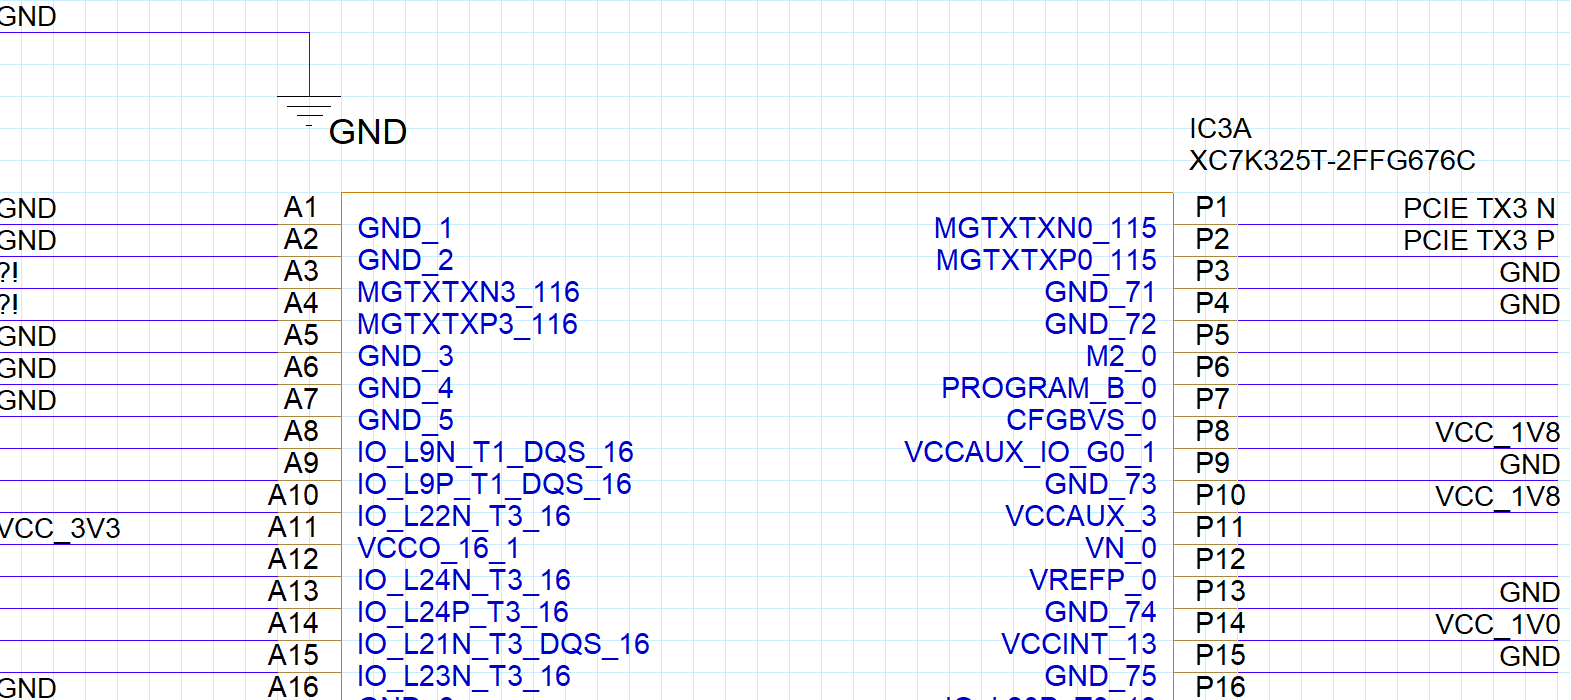 GND
GND
IC3A
XC7K325T-2FFG676C
GND A1 GND_1 MGTXTXN0_115 P1 PCIE TX3 N
GND A2 GND_2 MGTXTXP0_115 P2 PCIE TX3 P
?! A3 MGTXTXN3_116 GND_71 P3 GND
?! A4 MGTXTXP3_116 GND_72 P4 GND
GND A5 GND_3 M2_0 P5
GND A6 GND_4 PROGRAM_B_0 P6
GND A7 GND_5 CFGBVS_0 P7
A8 IO_L9N_T1_DQS_16 VCCAUX_IO_G0_1 P8 VCC_1V8
A9 IO_L9P_T1_DQS_16 GND_73 P9 GND
A10 IO_L22N_T3_16 VCCAUX_3 P10 VCC_1V8
VCC_3V3 A11 VCCO_16_1 VN_0 P11
A12 IO_L24N_T3_16 VREFP_0 P12
A13 IO_L24P_T3_16 GND_74 P13 GND
A14 IO_L21N_T3_DQS_16 VCCINT_13 P14 VCC_1V0
A15 IO_L23N_T3_16 GND_75 P15 GND
GND A16 P16